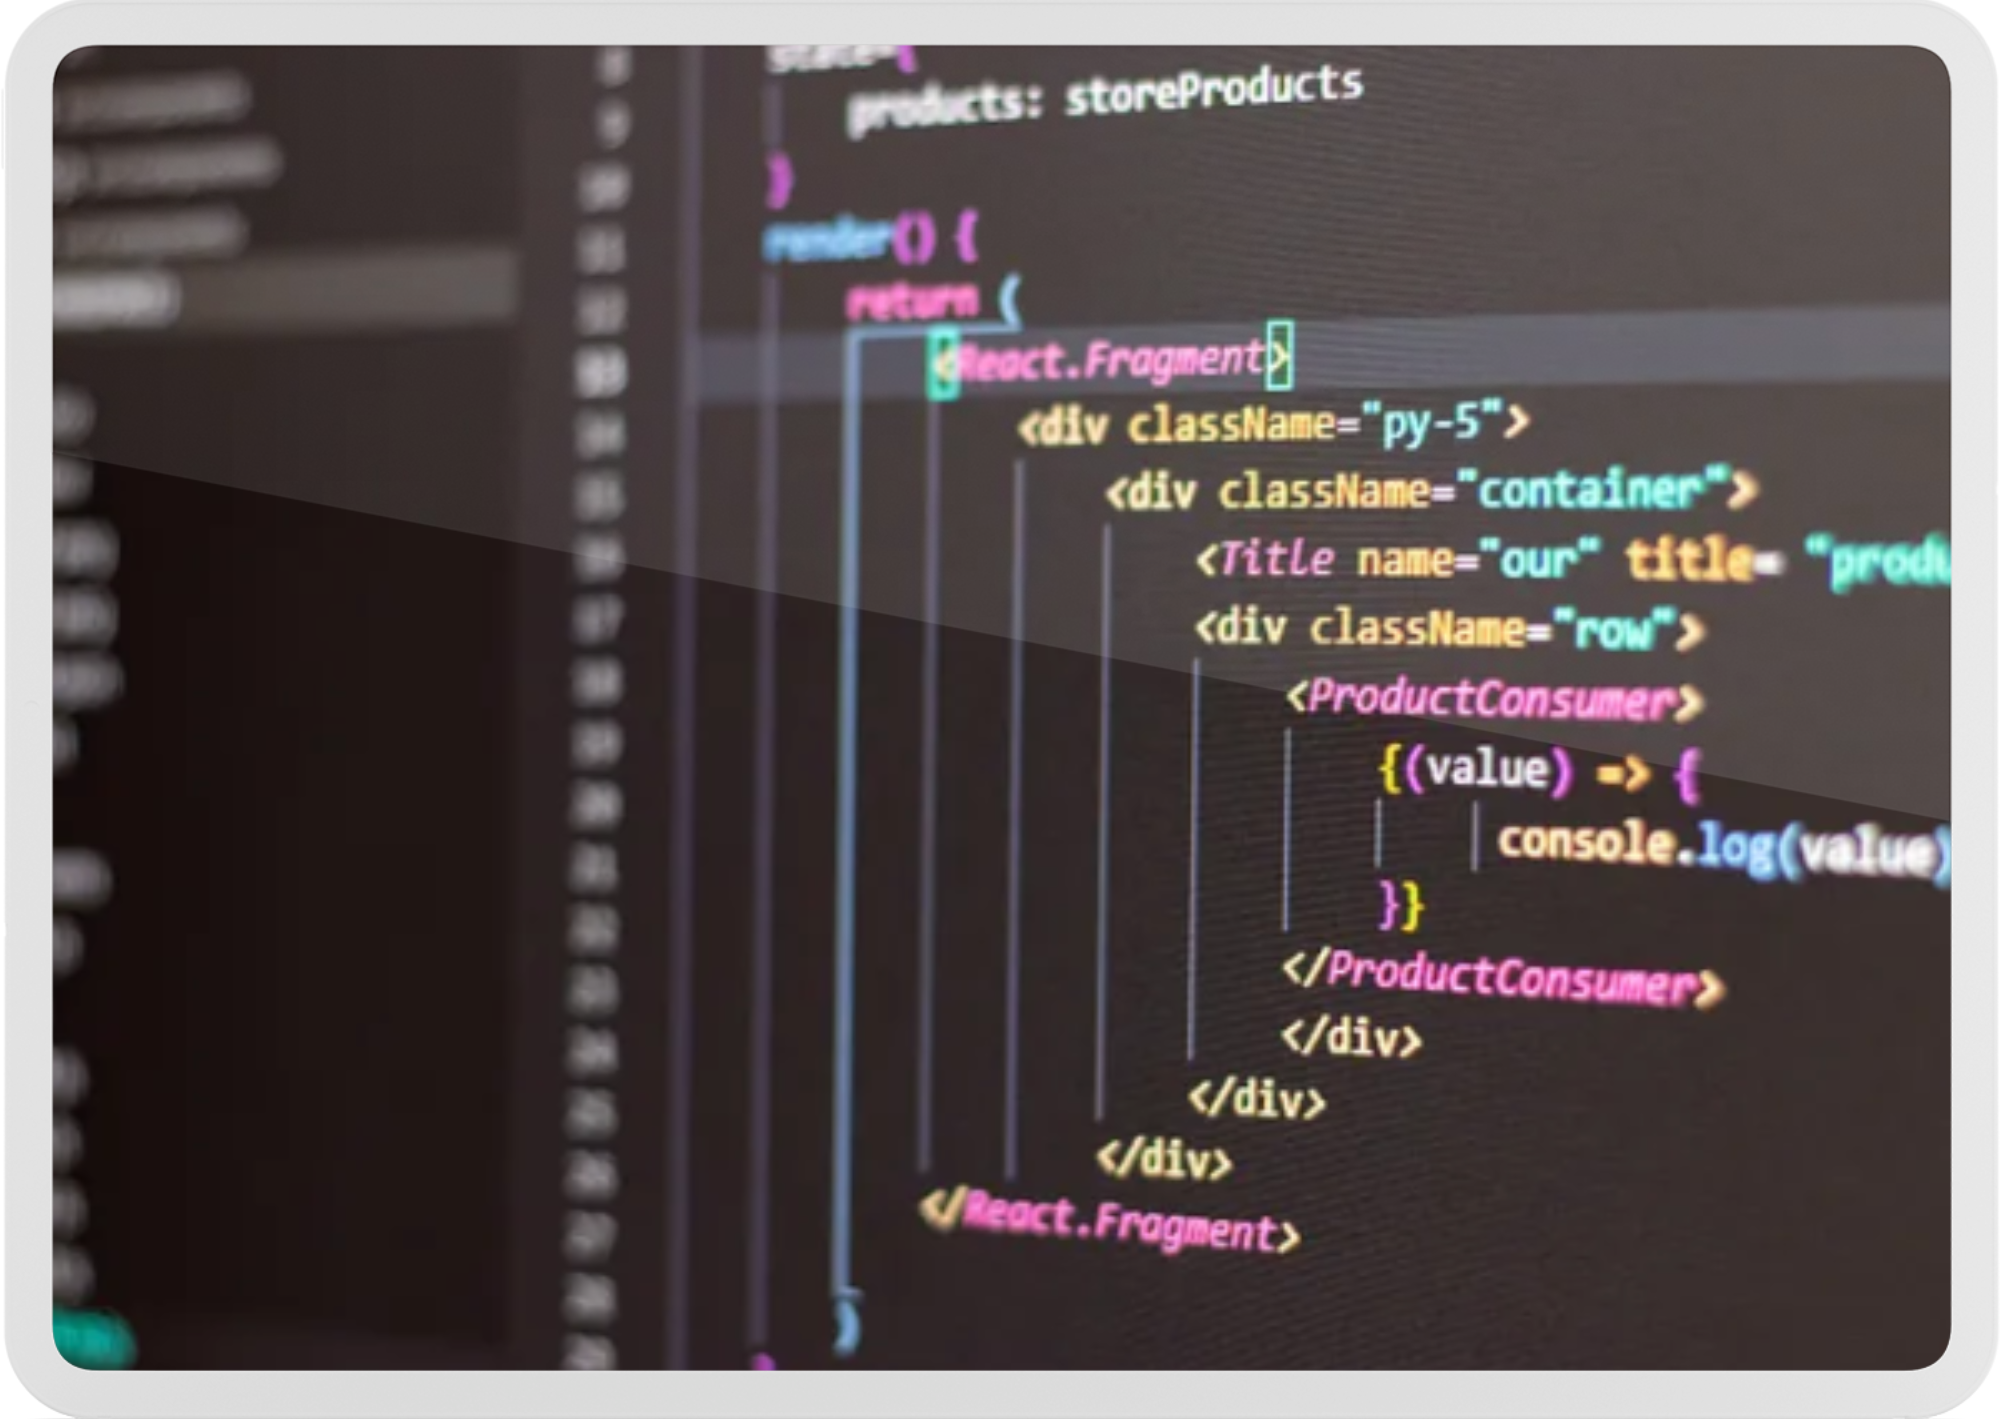 state={
products: storeProducts
}
render() {
return (
<React.Fragment>
<div className="py-5">
<div className="container">
<Title name="our" title= "produ
<div className="row">
<ProductConsumer>
{(value) => {
console.log(value)
}}
</ProductConsumer>
</div>
</div>
</div>
</React.Fragment>
)
}